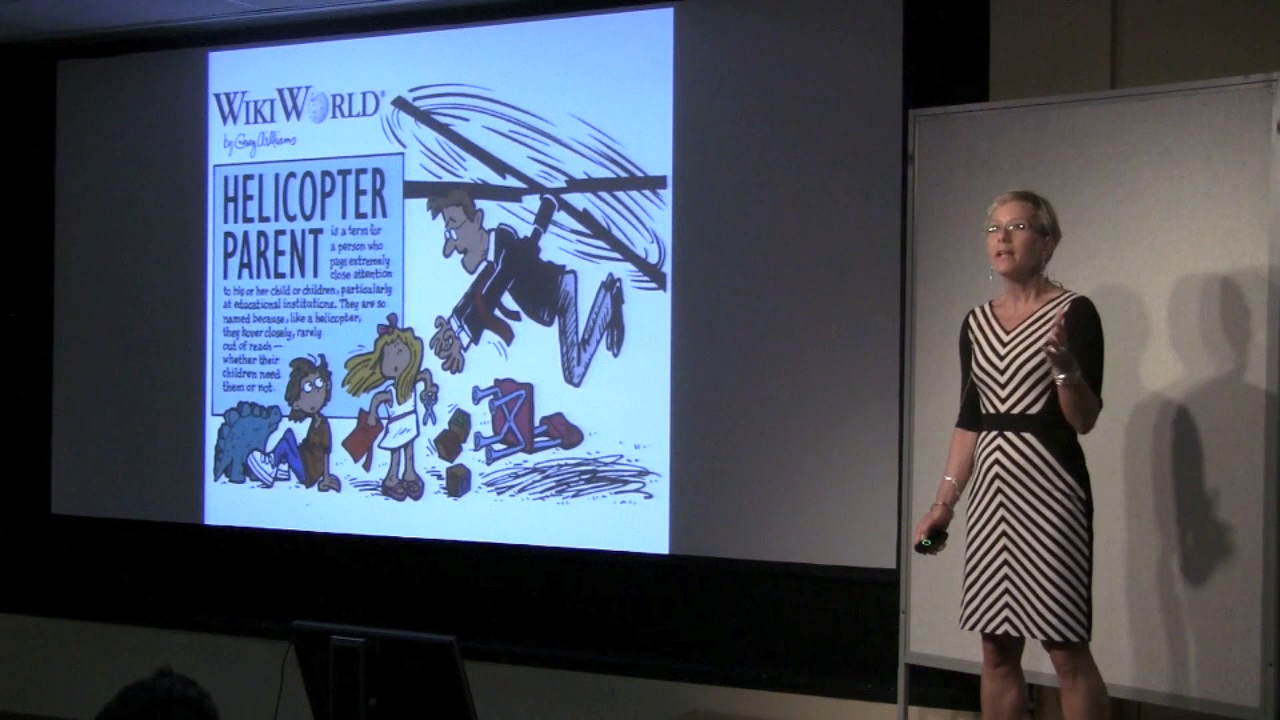 WIKIWORLD®
by Greg Williams
HELICOPTER
PARENT
is a term for
a person who
pays extremely
close attention
to his or her child or children, particularly
at educational institutions. They are so
named because, like a helicopter,
they hover closely, rarely
out of reach —
whether their
children need
them or not.